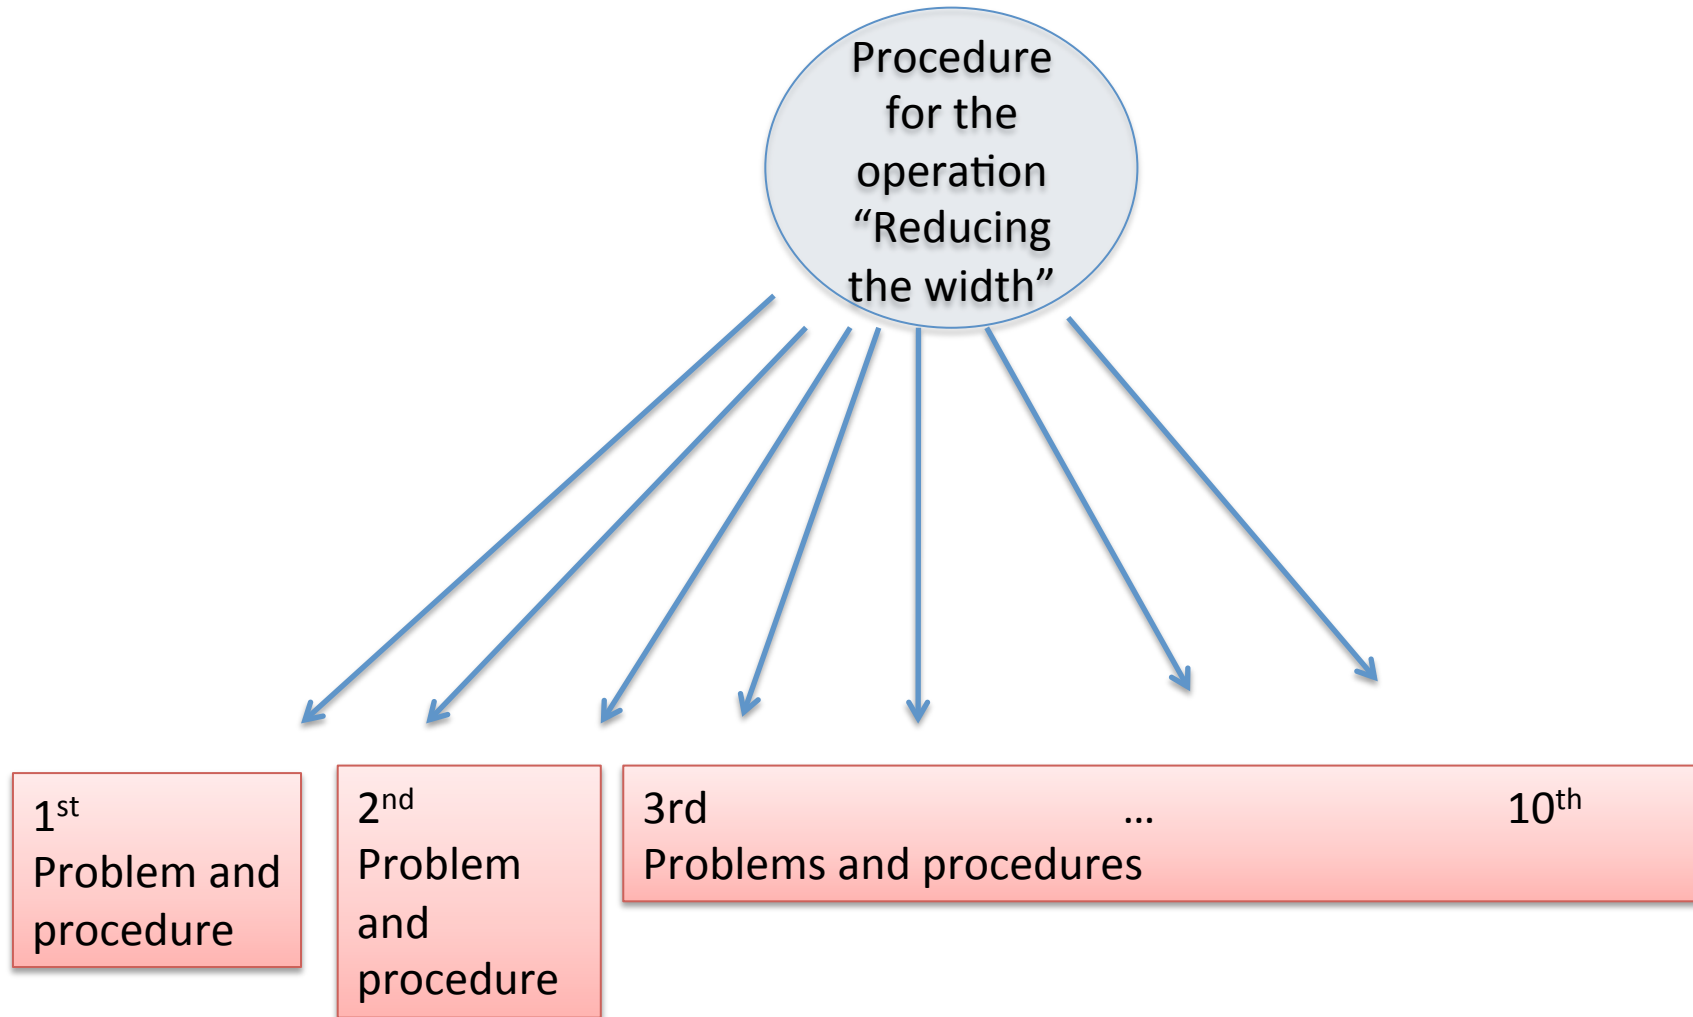 Procedure
for the
operation
“Reducing
the width”
1st
Problem and
procedure
2nd
Problem
and
procedure
3rd ... 10th
Problems and procedures